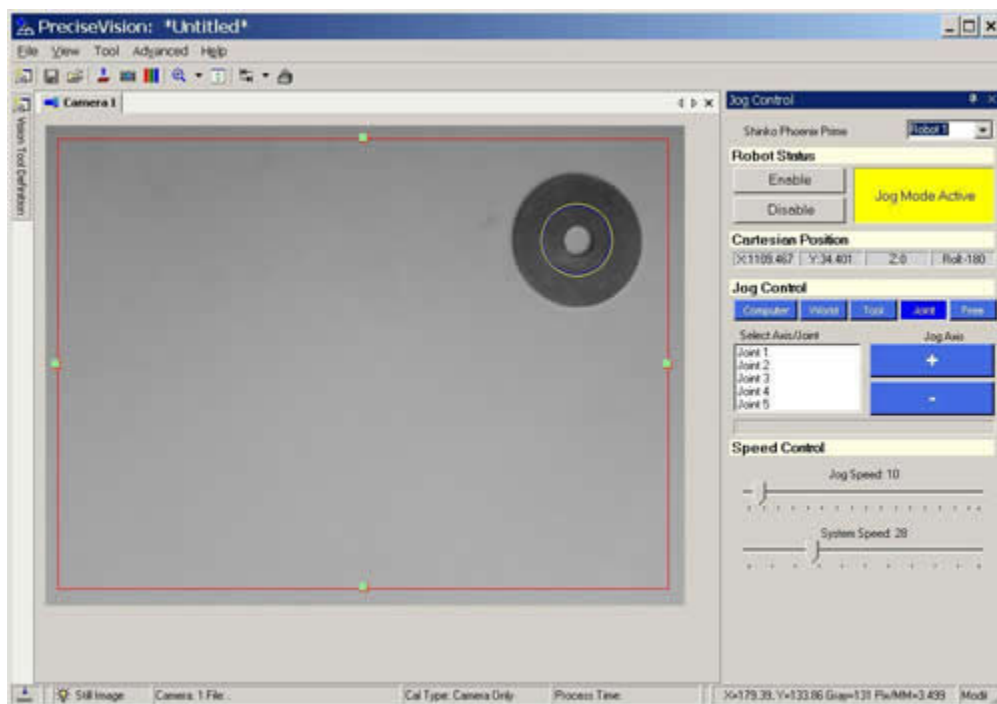 PreciseVision: *Untitled*
File View Tool Advanced Help
Camera 1
Vision Tool Definition
Jog Control
Shinko Phoenix Prime Robot 1
Robot Status
Enable
Disable
Jog Mode Active
Cartesian Position
X:1109.467 Y:34.401 Z:0 Roll:-180
Jog Control
Computer World Tool Joint Free
Select Axis/Joint Jog Axis
Joint 1
Joint 2
Joint 3
Joint 4
Joint 5
+
-
Speed Control
Jog Speed: 10
System Speed: 28
Still Image Camera: 1 File: Cal Type: Camera Only Process Time: X=179.39, Y=133.86 Gray=131 Pix/MM=3.499 Modi